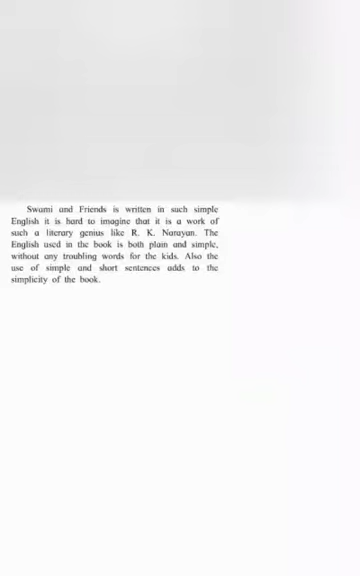 Swami and Friends is written in such simple
English it is hard to imagine that it is a work of
such a literary genius like R. K. Narayan. The
English used in the book is both plain and simple,
without any troubling words for the kids. Also the
use of simple and short sentences adds to the
simplicity of the book.